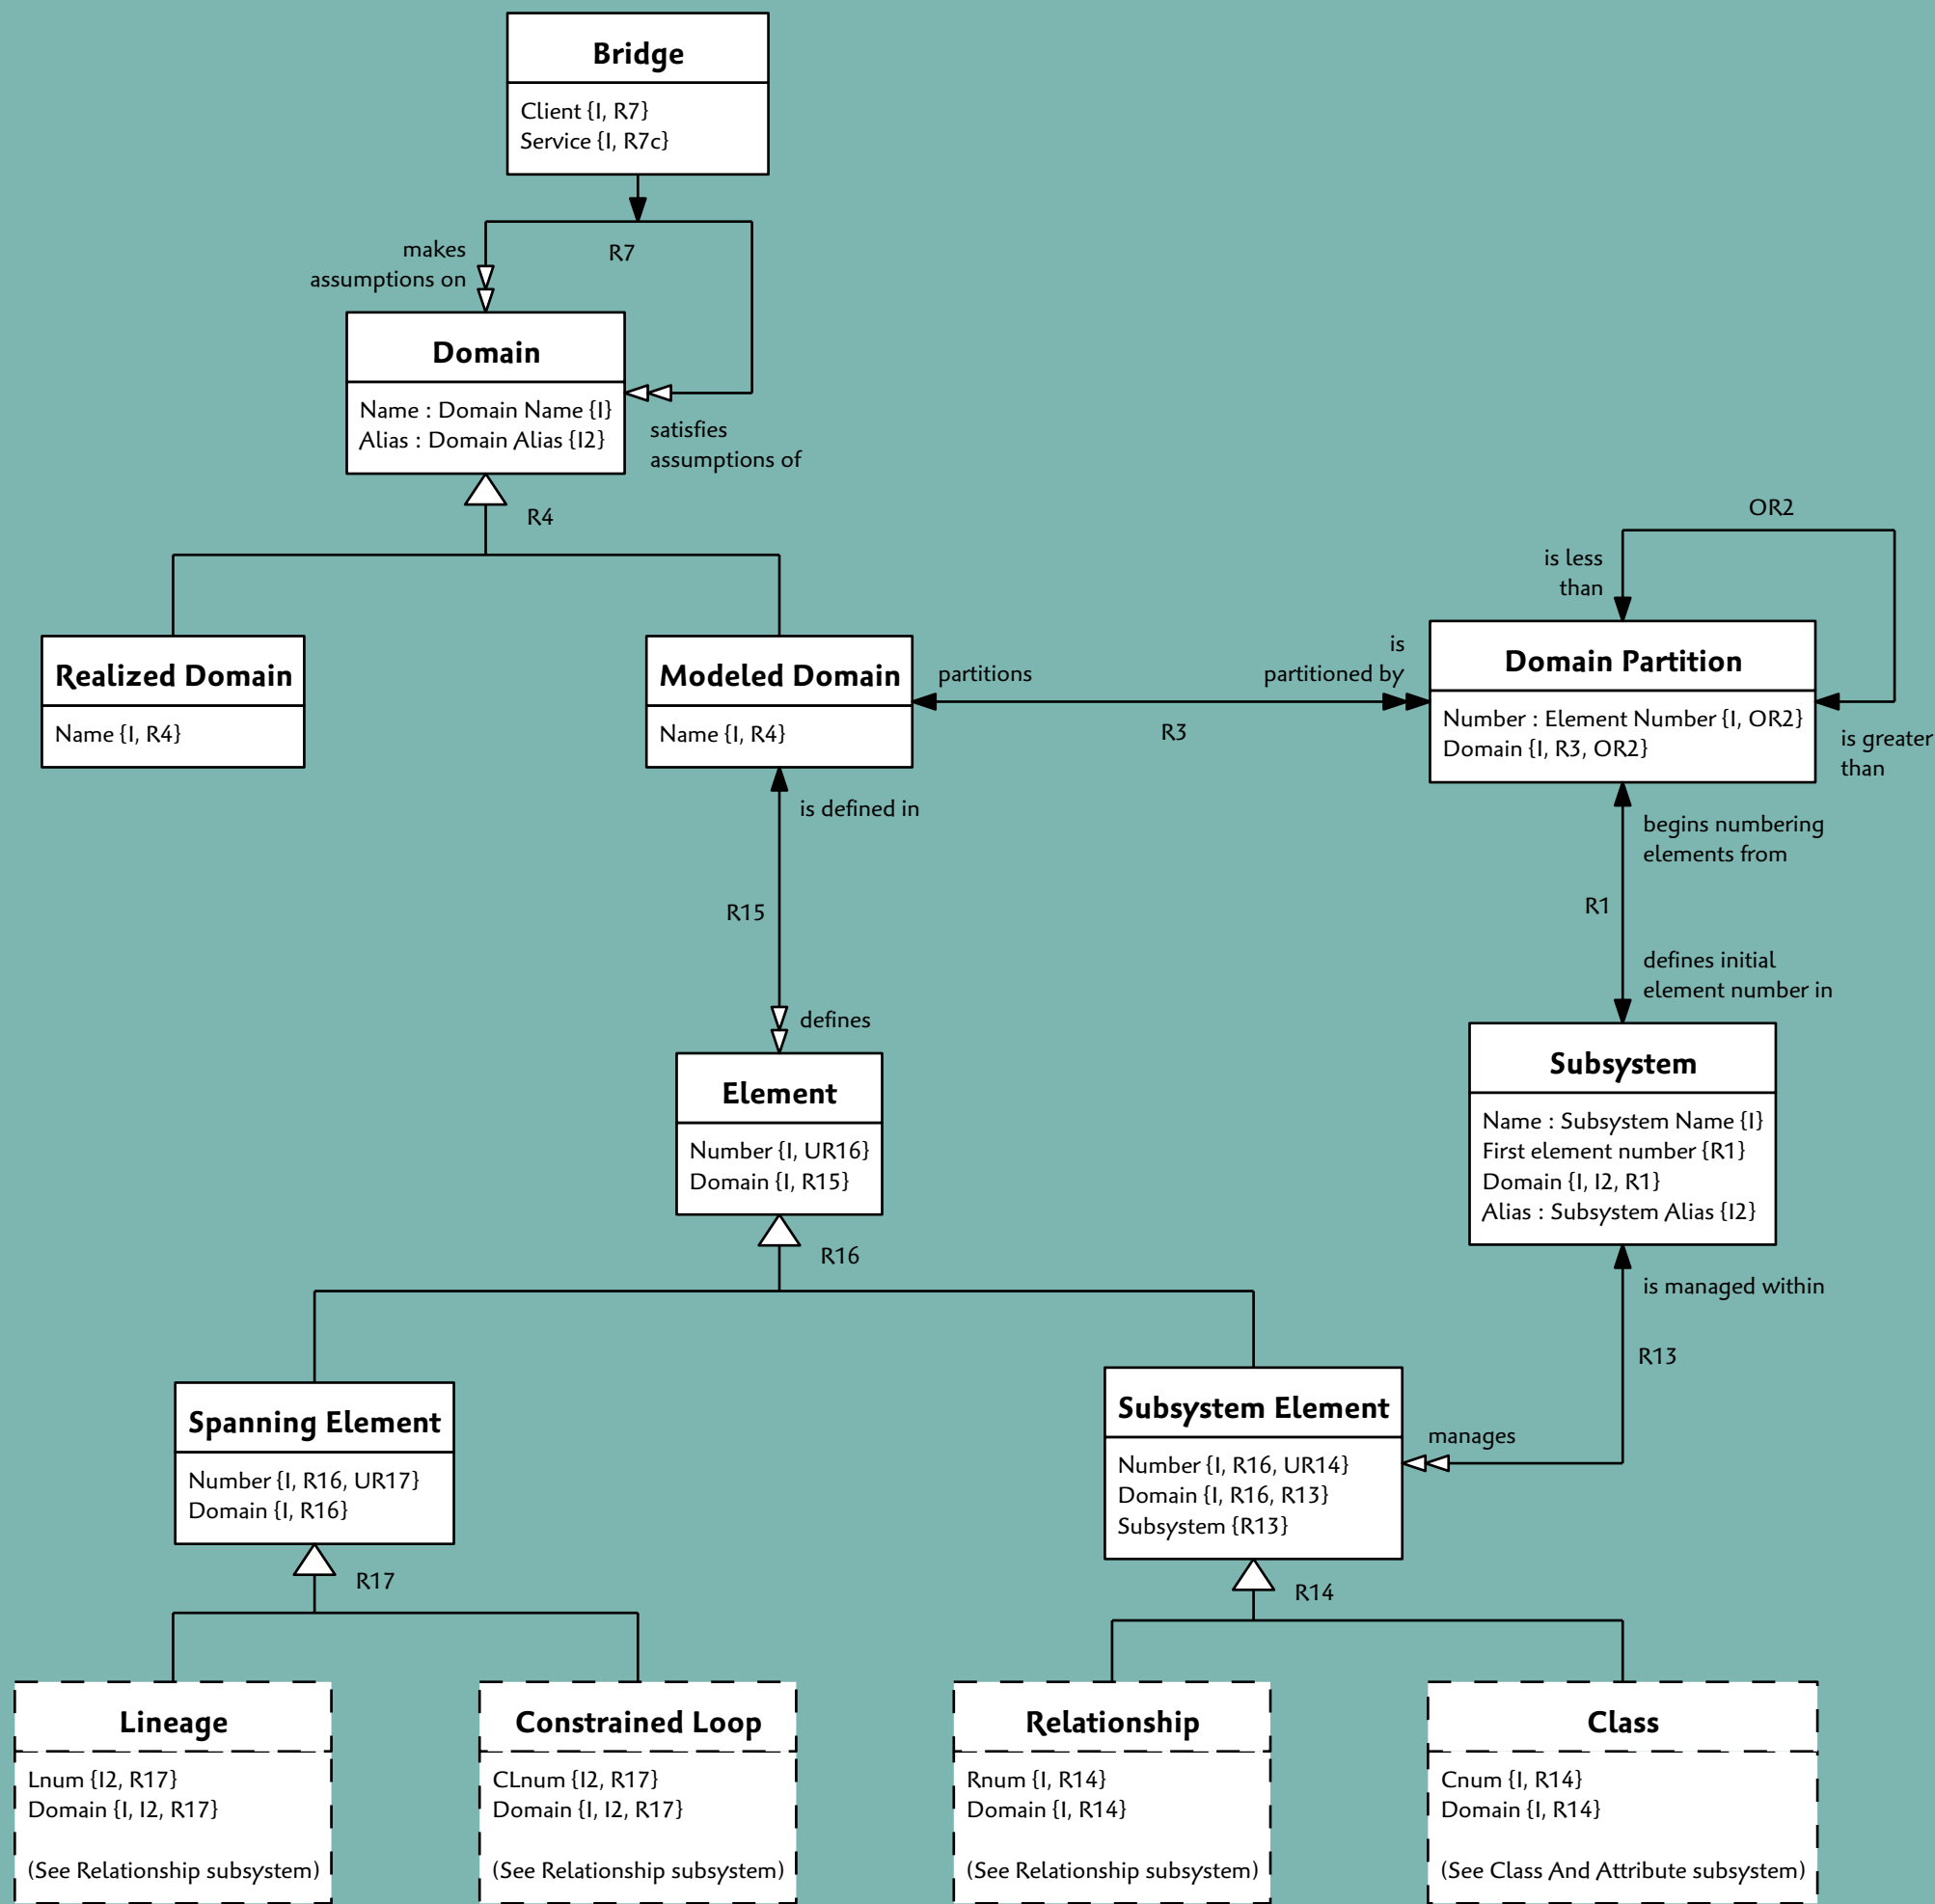 Bridge
Client {I, R7}
Service {I, R7c}
makes
assumptions on
R7
Domain
Name : Domain Name {I}
Alias : Domain Alias {I2}
satisfies
assumptions of
R4
OR2
is less
than
Realized Domain
Name {I, R4}
Modeled Domain
Name {I, R4}
partitions
is
partitioned by
R3
Domain Partition
Number : Element Number {I, OR2}
Domain {I, R3, OR2}
is greater
than
is defined in
begins numbering
elements from
R15
R1
defines initial
element number in
defines
Element
Number {I, UR16}
Domain {I, R15}
Subsystem
Name : Subsystem Name {I}
First element number {R1}
Domain {I, I2, R1}
Alias : Subsystem Alias {I2}
R16
is managed within
R13
Spanning Element
Number {I, R16, UR17}
Domain {I, R16}
Subsystem Element
Number {I, R16, UR14}
Domain {I, R16, R13}
Subsystem {R13}
manages
R17
R14
Lineage
Lnum {I2, R17}
Domain {I, I2, R17}
(See Relationship subsystem)
Constrained Loop
CLnum {I2, R17}
Domain {I, I2, R17}
(See Relationship subsystem)
Relationship
Rnum {I, R14}
Domain {I, R14}
(See Relationship subsystem)
Class
Cnum {I, R14}
Domain {I, R14}
(See Class And Attribute subsystem)